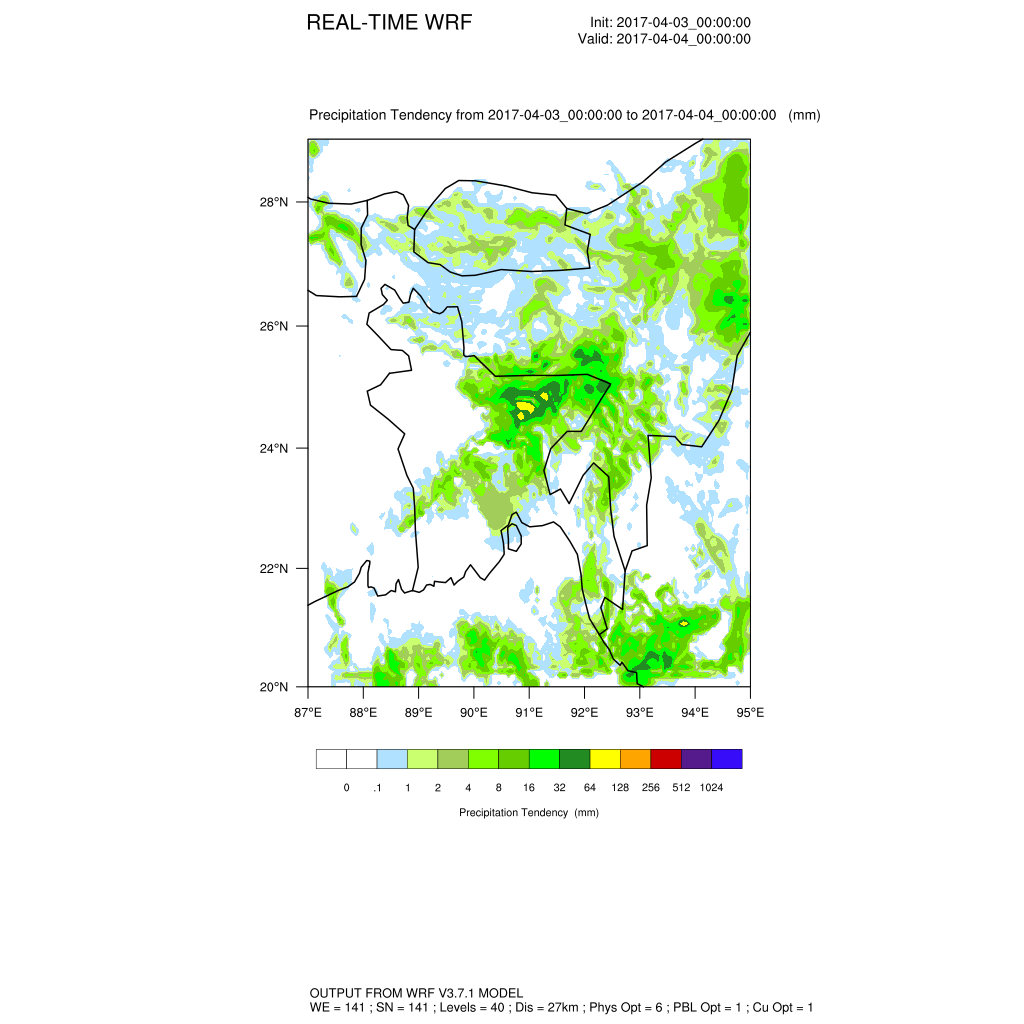 REAL-TIME WRF
Init: 2017-04-03_00:00:00
Valid: 2017-04-04_00:00:00
Precipitation Tendency from 2017-04-03_00:00:00 to 2017-04-04_00:00:00 (mm)
28°N
26°N
24°N
22°N
20°N
87°E 88°E 89°E 90°E 91°E 92°E 93°E 94°E 95°E
0 .1 1 2 4 8 16 32 64 128 256 512 1024
Precipitation Tendency (mm)
OUTPUT FROM WRF V3.7.1 MODEL
WE = 141 ; SN = 141 ; Levels = 40 ; Dis = 27km ; Phys Opt = 6 ; PBL Opt = 1 ; Cu Opt = 1